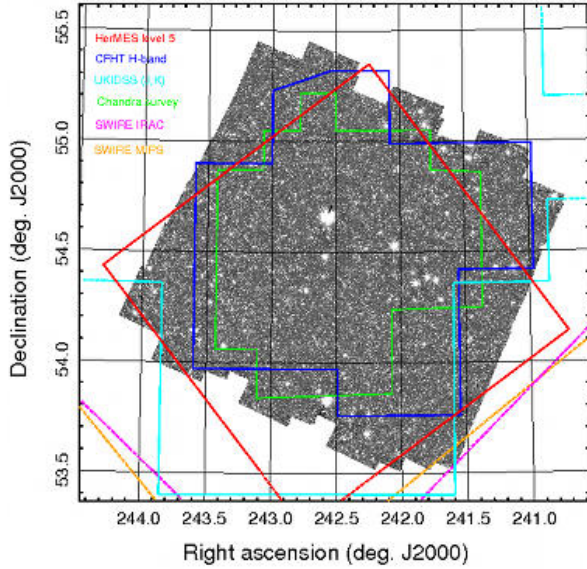 HerMES level 5
CFHT H-band
UKIDSS (J,K)
Chandra survey
SWIRE IRAC
SWIRE MIPS
55.5
55.0
54.5
54.0
53.5
Declination (deg. J2000)
244.0 243.5 243.0 242.5 242.0 241.5 241.0
Right ascension (deg. J2000)